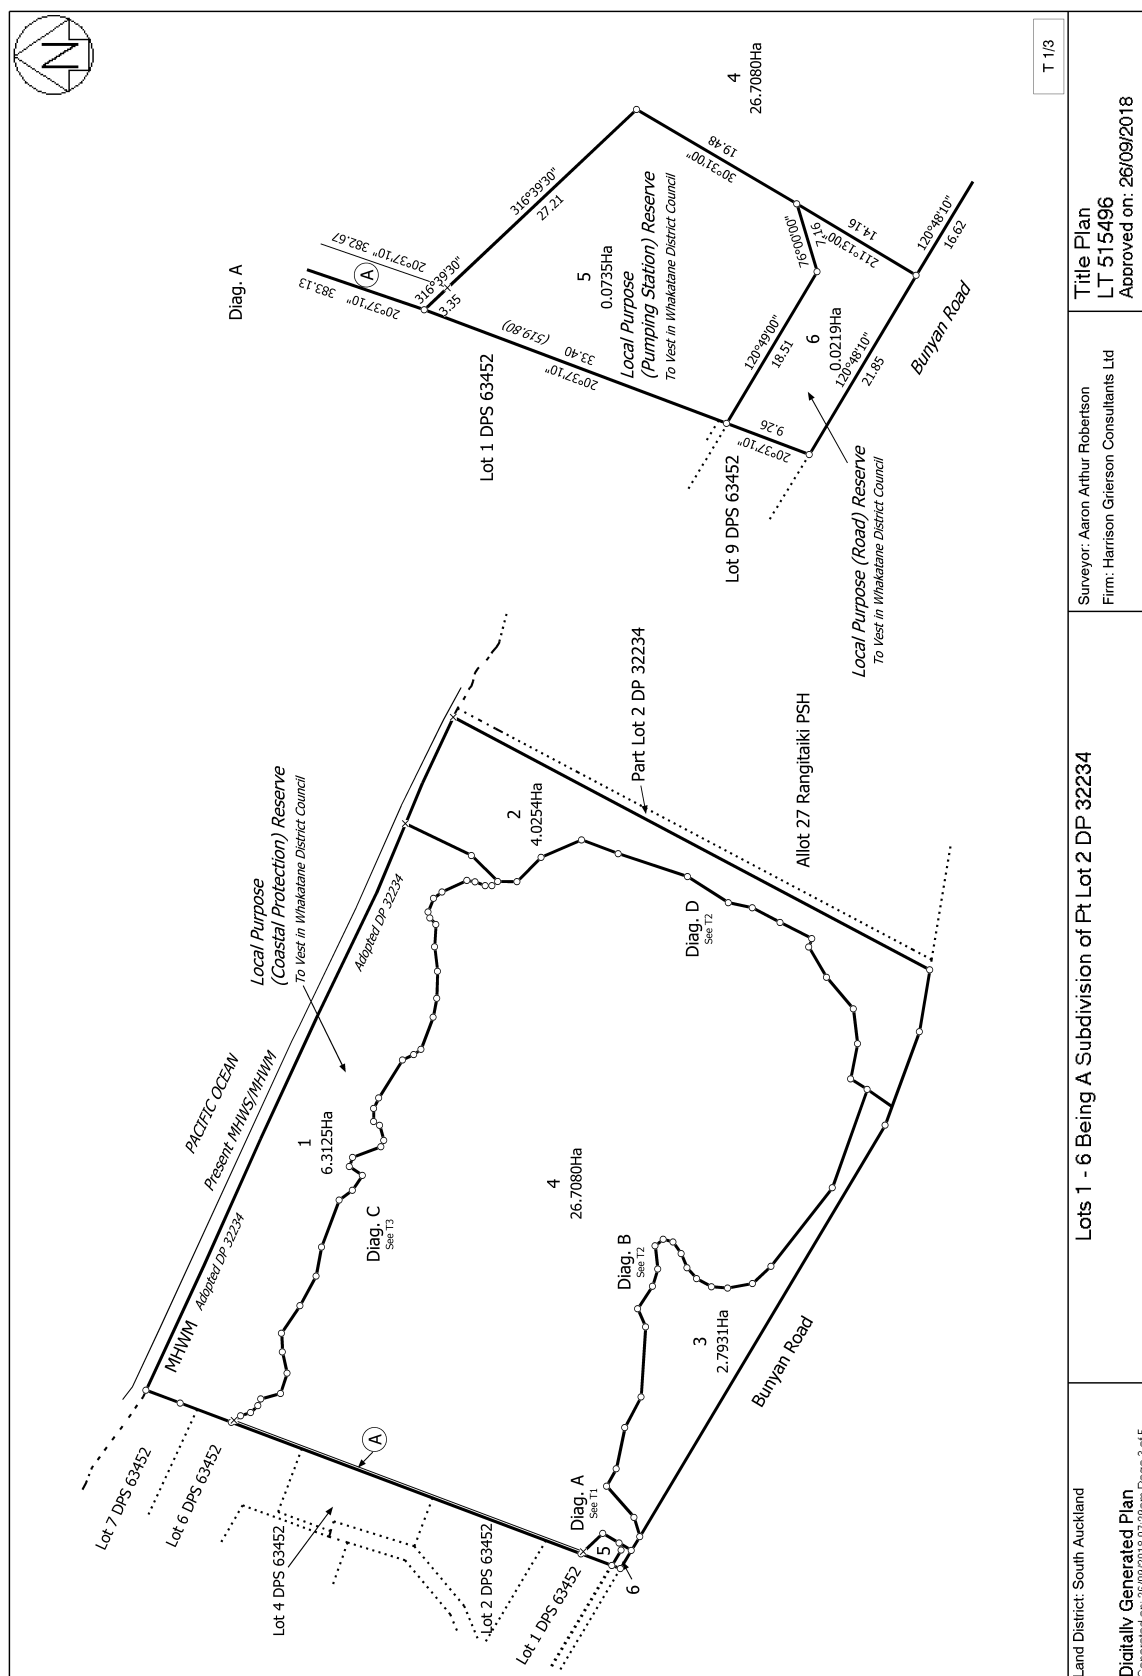 N
T 1/3
Title Plan
LT 515496
Approved on: 26/09/2018
Surveyor: Aaron Arthur Robertson
Firm: Harrison Grierson Consultants Ltd
Lots 1 - 6 Being A Subdivision of Pt Lot 2 DP 32234
Land District: South Auckland
Digitally Generated Plan
Diag. A
383.13
20°37'10"
20°37'10" 382.67
A
316°39'30"
3.35
316°39'30"
27.21
4
26.7080Ha
30°31'00"
19.48
5
0.0735Ha
Local Purpose
(Pumping Station) Reserve
To Vest in Whakatane District Council
(519.80)
20°37'10"
33.40
Lot 1 DPS 63452
76°00'00"
7.16
211°13'00"
14.16
120°48'10"
16.62
120°49'00"
18.51
6
0.0219Ha
120°48'10"
21.85
Bunyan Road
20°37'10"
9.26
Lot 9 DPS 63452
Local Purpose (Road) Reserve
To Vest in Whakatane District Council
PACIFIC OCEAN
Present MHWS/MHWM
MHWM
Adopted DP 32234
Adopted DP 32234
Local Purpose
(Coastal Protection) Reserve
To Vest in Whakatane District Council
1
6.3125Ha
2
4.0254Ha
Part Lot 2 DP 32234
Allot 27 Rangitaiki PSH
Diag. C
See T3
Diag. D
See T2
4
26.7080Ha
Diag. B
See T2
3
2.7931Ha
Bunyan Road
A
Diag. A
See T1
5
6
Lot 7 DPS 63452
Lot 6 DPS 63452
Lot 4 DPS 63452
Lot 2 DPS 63452
Lot 1 DPS 63452